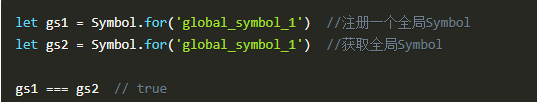 let gs1 = Symbol.for('global_symbol_1')  //注册一个全局Symbol
let gs2 = Symbol.for('global_symbol_1')  //获取全局Symbol
gs1 === gs2  // true